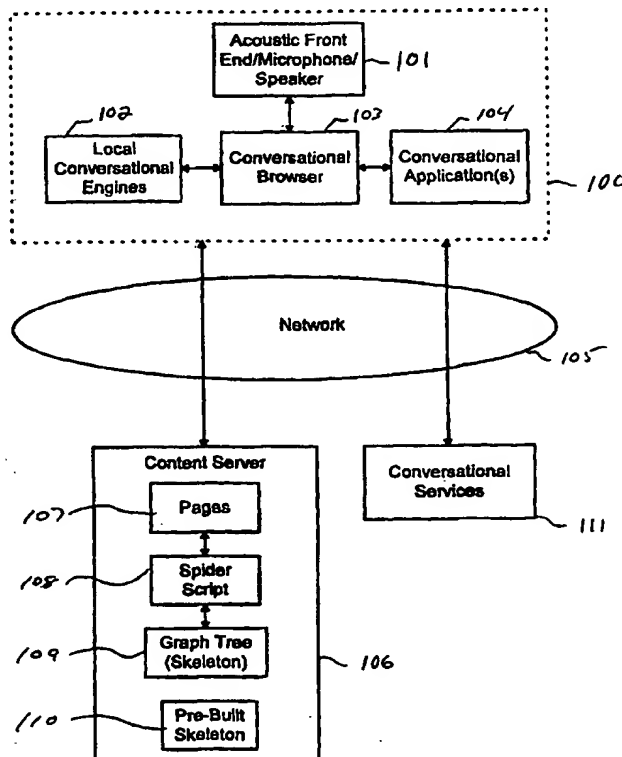 Acoustic Front
End/Microphone/
Speaker
101
102
103
104
Local
Conversational
Engines
Conversational
Browser
Conversational
Application(s)
100
Network
105
Content Server
Conversational
Services
111
107
Pages
108
Spider
Script
109
Graph Tree
(Skeleton)
106
110
Pre-Built
Skeleton